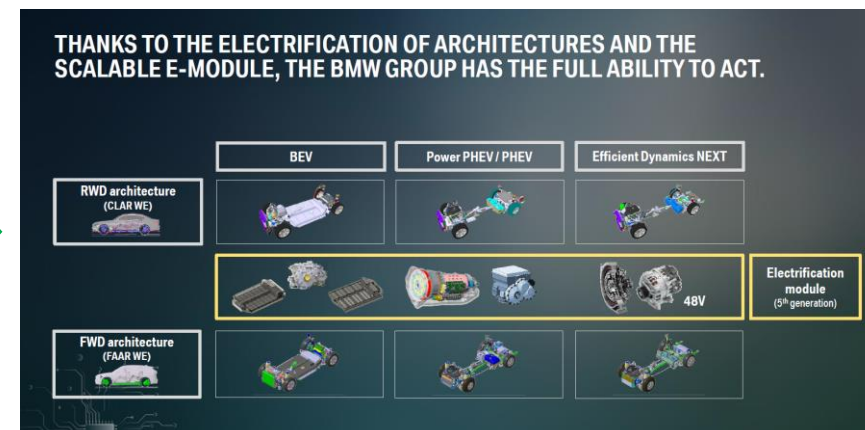 THANKS TO THE ELECTRIFICATION OF ARCHITECTURES AND THE
SCALABLE E-MODULE, THE BMW GROUP HAS THE FULL ABILITY TO ACT.
BEV
Power PHEV / PHEV
Efficient Dynamics NEXT
RWD architecture
(CLAR WE)
48V
Electrification
module
(5th generation)
FWD architecture
(FAAR WE)